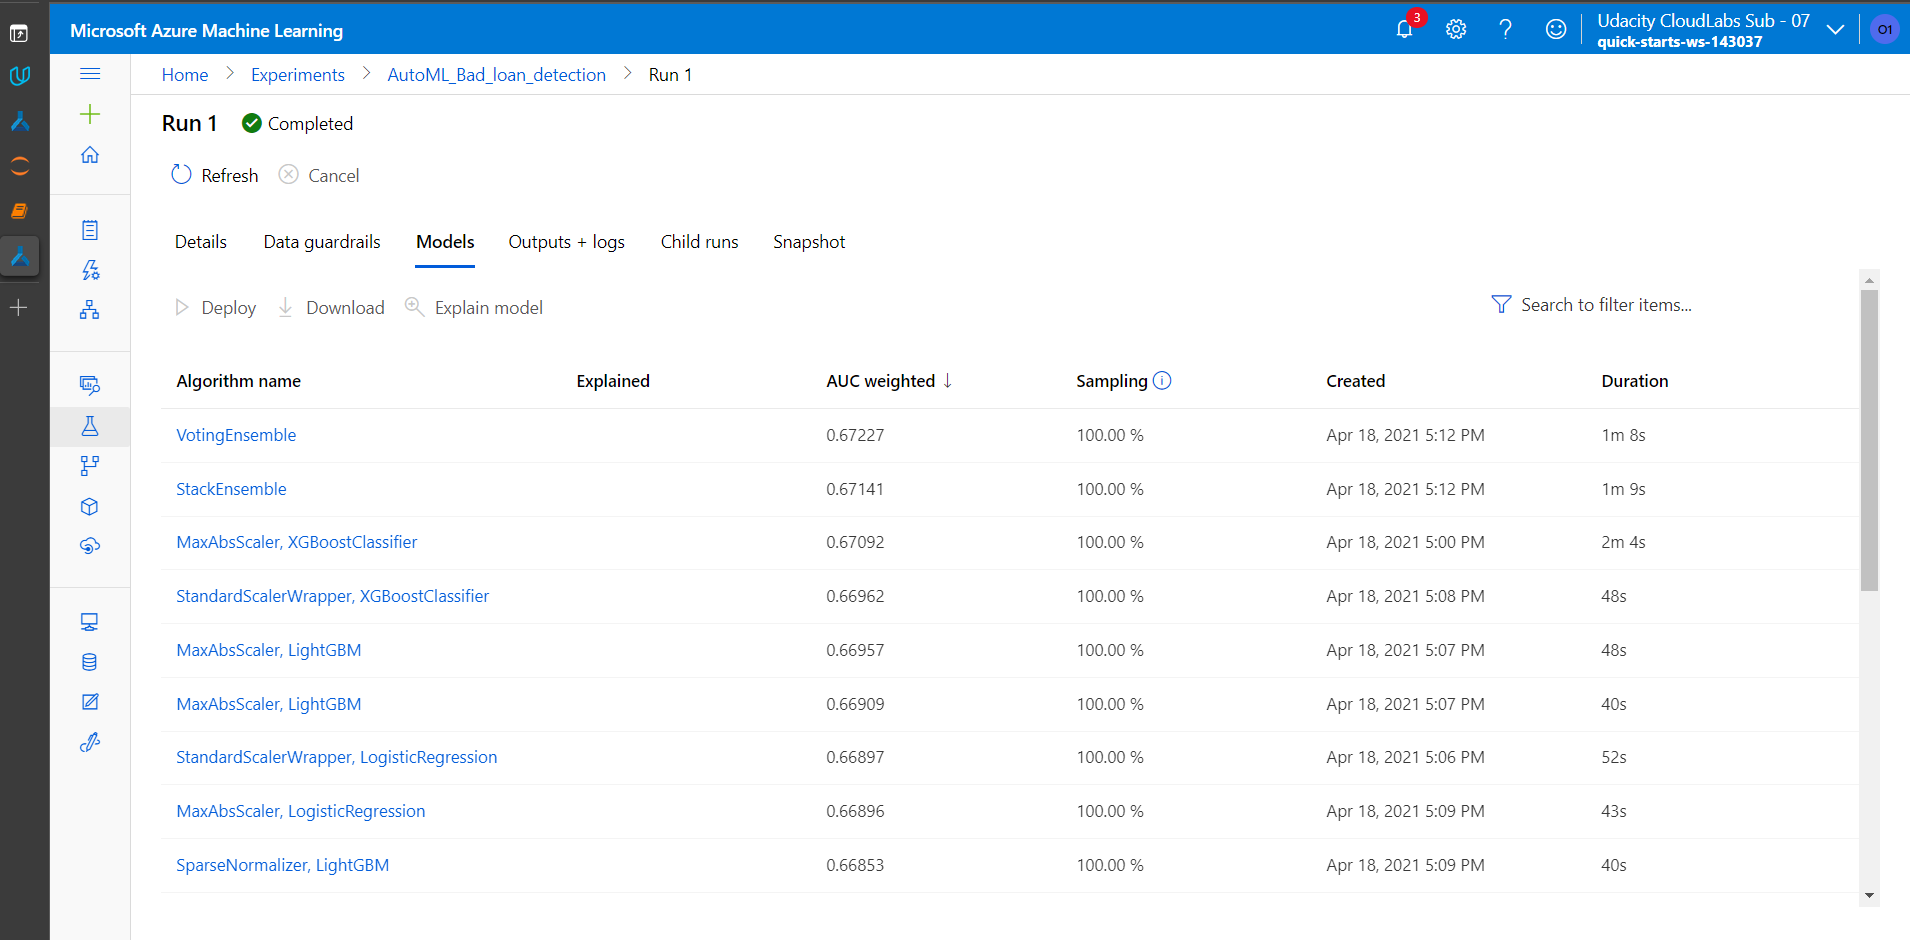 Microsoft Azure Machine Learning
3
Udacity CloudLabs Sub - 07
quick-starts-ws-143037
O1
Home > Experiments > AutoML_Bad_loan_detection > Run 1
Run 1 Completed
Refresh Cancel
Details Data guardrails Models Outputs + logs Child runs Snapshot
Deploy Download Explain model Search to filter items...
Algorithm name Explained AUC weighted ↓ Sampling Created Duration
VotingEnsemble 0.67227 100.00 % Apr 18, 2021 5:12 PM 1m 8s
StackEnsemble 0.67141 100.00 % Apr 18, 2021 5:12 PM 1m 9s
MaxAbsScaler, XGBoostClassifier 0.67092 100.00 % Apr 18, 2021 5:00 PM 2m 4s
StandardScalerWrapper, XGBoostClassifier 0.66962 100.00 % Apr 18, 2021 5:08 PM 48s
MaxAbsScaler, LightGBM 0.66957 100.00 % Apr 18, 2021 5:07 PM 48s
MaxAbsScaler, LightGBM 0.66909 100.00 % Apr 18, 2021 5:07 PM 40s
StandardScalerWrapper, LogisticRegression 0.66897 100.00 % Apr 18, 2021 5:06 PM 52s
MaxAbsScaler, LogisticRegression 0.66896 100.00 % Apr 18, 2021 5:09 PM 43s
SparseNormalizer, LightGBM 0.66853 100.00 % Apr 18, 2021 5:09 PM 40s